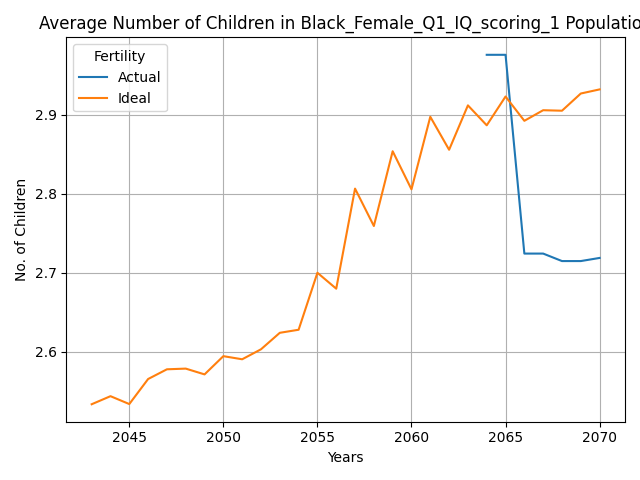 Average Number of Children in Black_Female_Q1_IQ_scoring_1 Populatio
Fertility
Actual
Ideal
2.9
2.8
2.7
2.6
No. of Children
2045 2050 2055 2060 2065 2070
Years